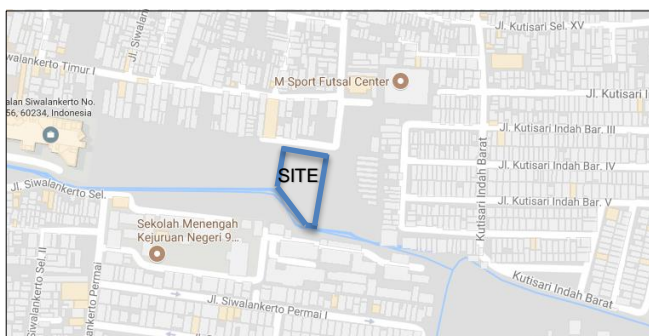 Jl. Kutisari Sel. XV
Jl. Siwalan
walankerto Timur I
M Sport Futsal Center
Jl. Kutisari I
alan Siwalankerto No.
56, 60234, Indonesia
Jl. Kutisari Indah Bar. III
Jl. Kutisari Indah Bar. IV
SITE
Kutisari Indah Barat
Jl. Siwalankerto Sel.
Jl. Kutisari Indah Bar. V
Sekolah Menengah
Kejuruan Negeri 9...
Kutisari Indah Barat
Jl. Siwalankerto Permai I